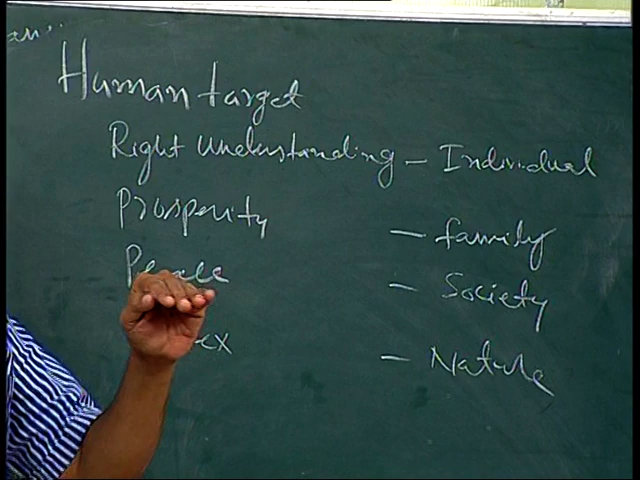 Human target
Right understanding - Individual
Prosperity - family
Peace - Society
- Nature